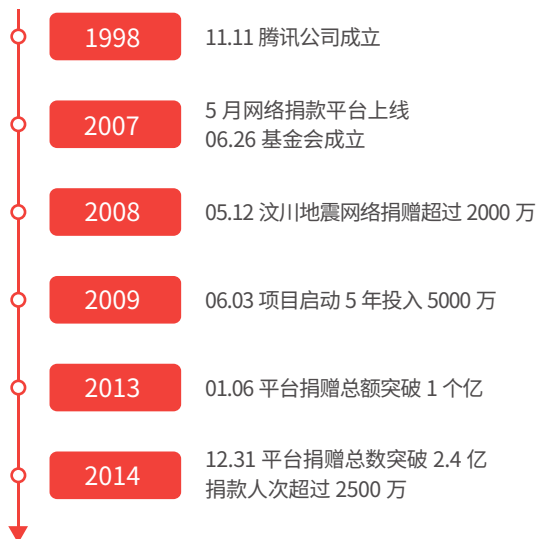 1998
11.11 腾讯公司成立
2007
5 月网络捐款平台上线
06.26 基金会成立
2008
05.12 汶川地震网络捐赠超过 2000 万
2009
06.03 项目启动 5 年投入 5000 万
2013
01.06 平台捐赠总额突破 1 个亿
2014
12.31 平台捐赠总数突破 2.4 亿
捐款人次超过 2500 万